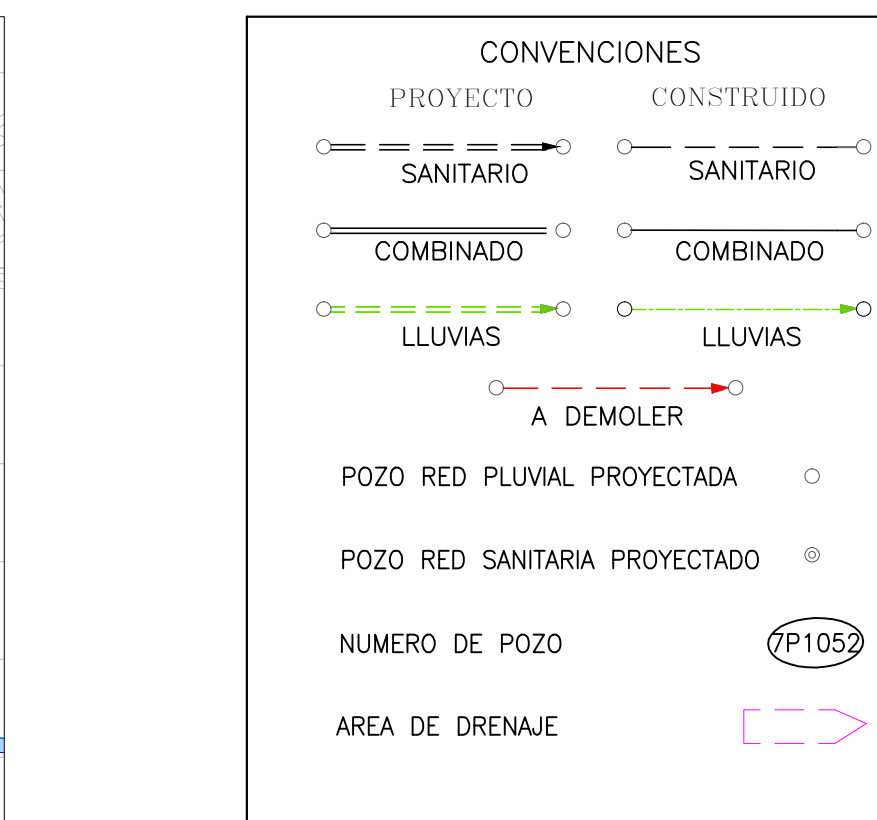 CONVENCIONES
PROYECTO CONSTRUIDO
SANITARIO SANITARIO
COMBINADO COMBINADO
LLUVIAS LLUVIAS
A DEMOLER
POZO RED PLUVIAL PROYECTADA
POZO RED SANITARIA PROYECTADO
NUMERO DE POZO 7P1052
AREA DE DRENAJE